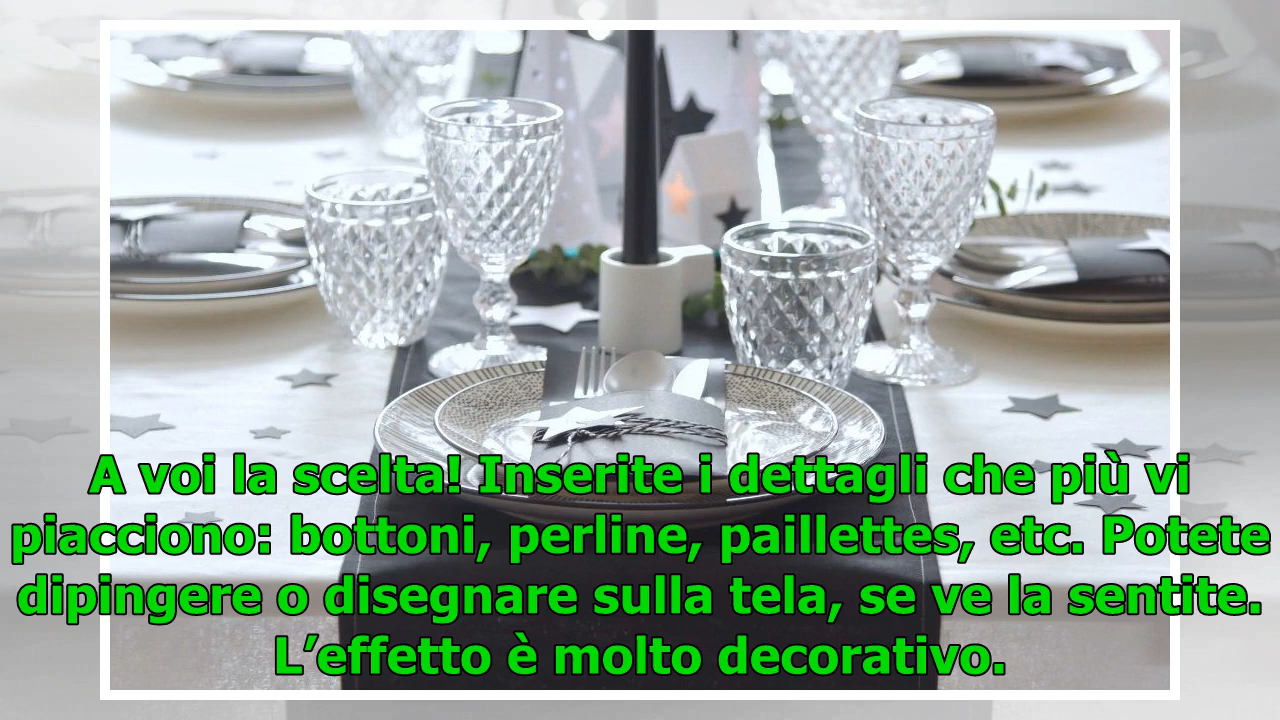 A voi la scelta! Inserite i dettagli che più vi
piacciono: bottoni, perline, paillettes, etc. Potete
dipingere o disegnare sulla tela, se ve la sentite.
L’effetto è molto decorativo.